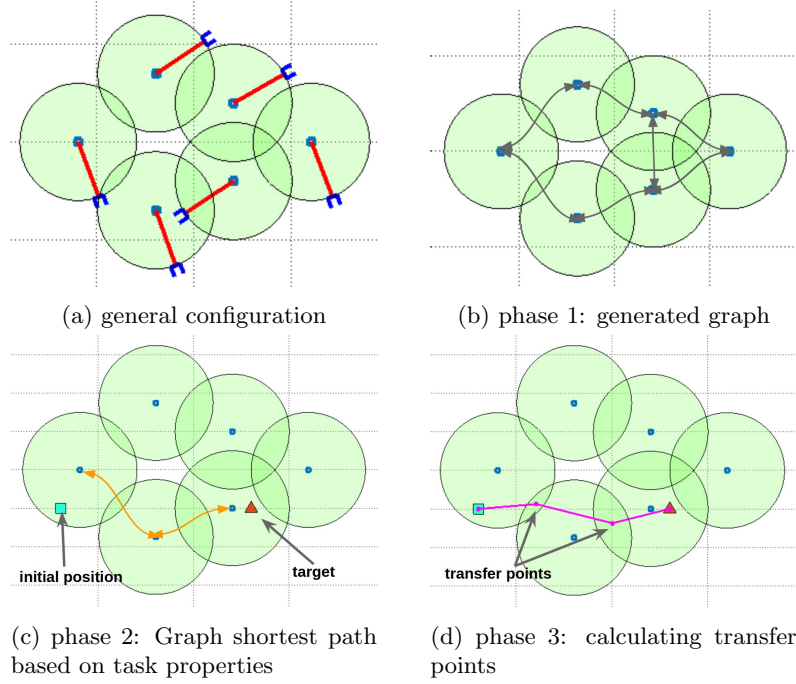 (a) general configuration
(b) phase 1: generated graph
initial position
target
transfer points
(c) phase 2: Graph shortest path
based on task properties
(d) phase 3: calculating transfer
points